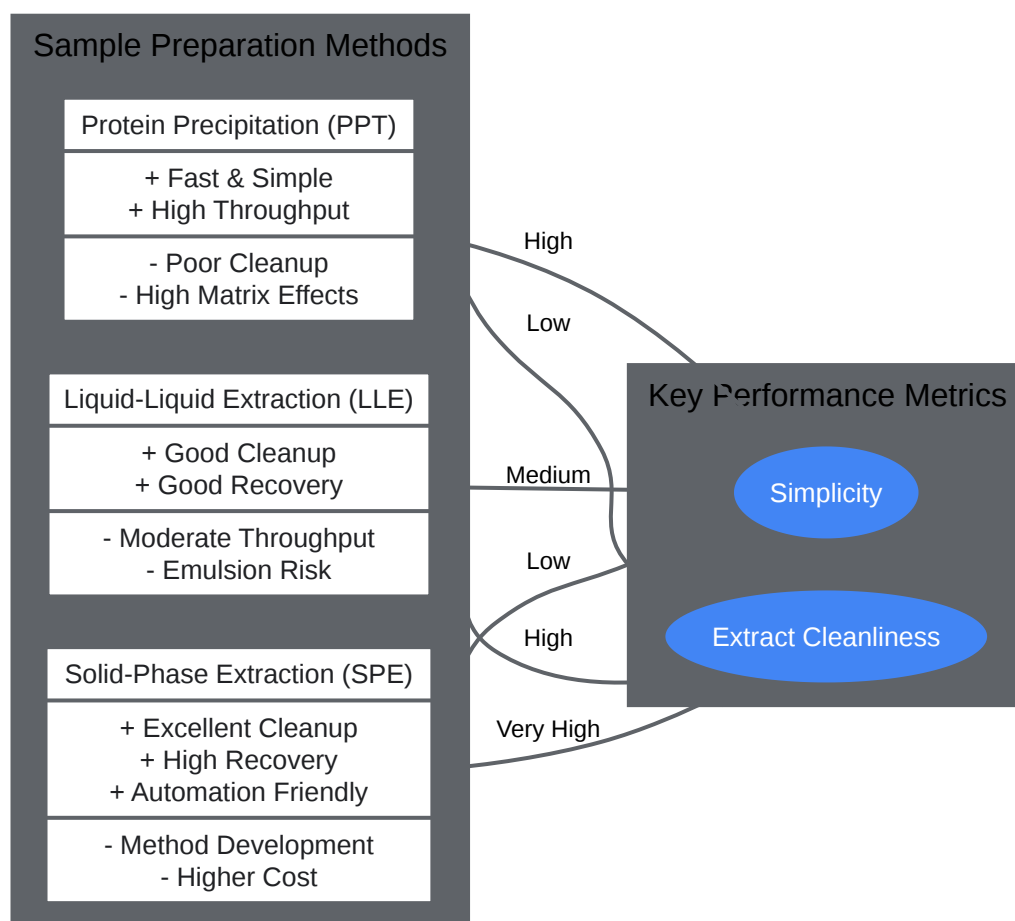 Sample Preparation Methods
Protein Precipitation (PPT)
+ Fast & Simple
+ High Throughput
- Poor Cleanup
- High Matrix Effects
Liquid-Liquid Extraction (LLE)
+ Good Cleanup
+ Good Recovery
- Moderate Throughput
- Emulsion Risk
Solid-Phase Extraction (SPE)
+ Excellent Cleanup
+ High Recovery
+ Automation Friendly
- Method Development
- Higher Cost
High
Low
Medium
Low
High
Very High
Key Performance Metrics
Simplicity
Extract Cleanliness